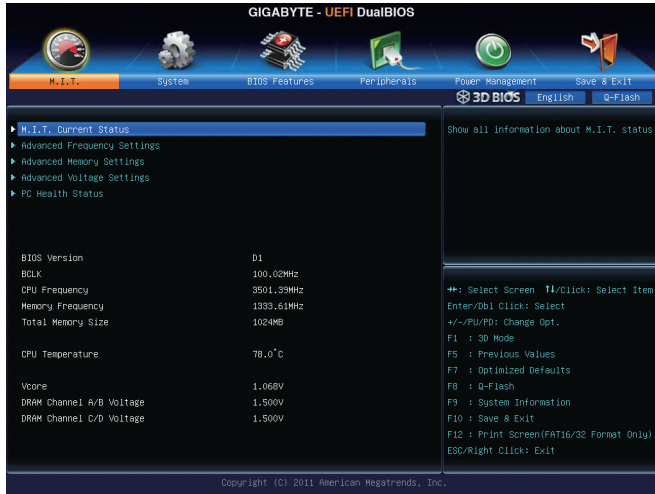 GIGABYTE - UEFI DualBIOS
M.I.T. System BIOS Features Peripherals Power Management Save & Exit
3D BIOS English Q-Flash
M.I.T. Current Status
Advanced Frequency Settings
Advanced Memory Settings
Advanced Voltage Settings
PC Health Status
Show all information about M.I.T. status
BIOS Version D1
BCLK 100.02MHz
CPU Frequency 3501.39MHz
Memory Frequency 1333.61MHz
Total Memory Size 1024MB
CPU Temperature 78.0°C
Vcore 1.068V
DRAM Channel A/B Voltage 1.500V
DRAM Channel C/D Voltage 1.500V
→←: Select Screen ↑↓/Click: Select Item
Enter/Dbl Click: Select
+/-/PU/PD: Change Opt.
F1 : 3D Mode
F5 : Previous Values
F7 : Optimized Defaults
F8 : Q-Flash
F9 : System Information
F10 : Save & Exit
F12 : Print Screen(FAT16/32 Format Only)
ESC/Right Click: Exit
Copyright (C) 2011 American Megatrends, Inc.